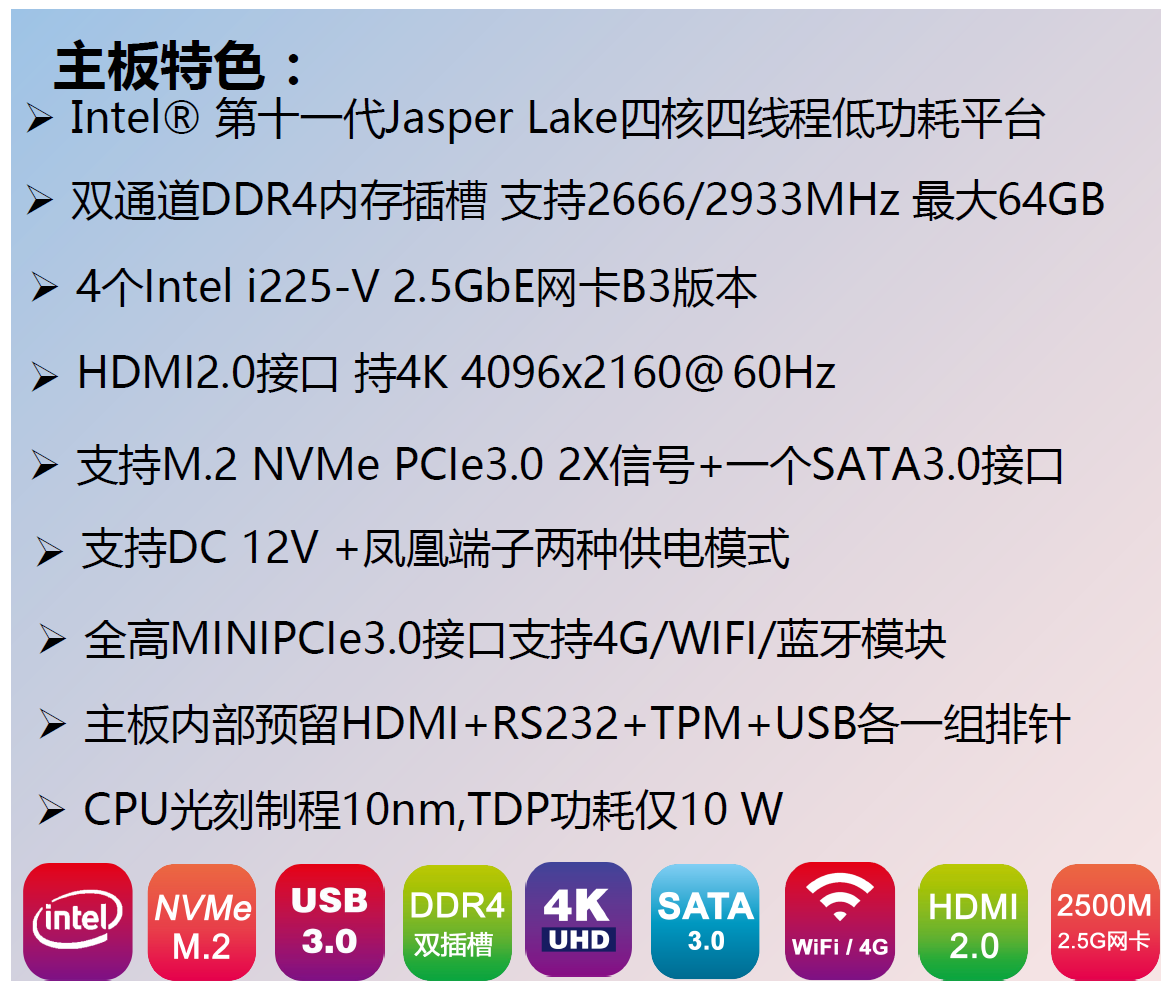 主板特色：
Intel® 第十一代Jasper Lake四核四线程低功耗平台
双通道DDR4内存插槽 支持2666/2933MHz 最大64GB
4个Intel i225-V 2.5GbE网卡B3版本
HDMI2.0接口 持4K 4096x2160@60Hz
支持M.2 NVMe PCIe3.0 2X信号+一个SATA3.0接口
支持DC 12V +凤凰端子两种供电模式
全高MINIPCIe3.0接口支持4G/WIFI/蓝牙模块
主板内部预留HDMI+RS232+TPM+USB各一组排针
CPU光刻制程10nm,TDP功耗仅10 W
intel
NVMe
M.2
USB
3.0
DDR4
双插槽
4K
UHD
SATA
3.0
WiFi / 4G
HDMI
2.0
2500M
2.5G网卡